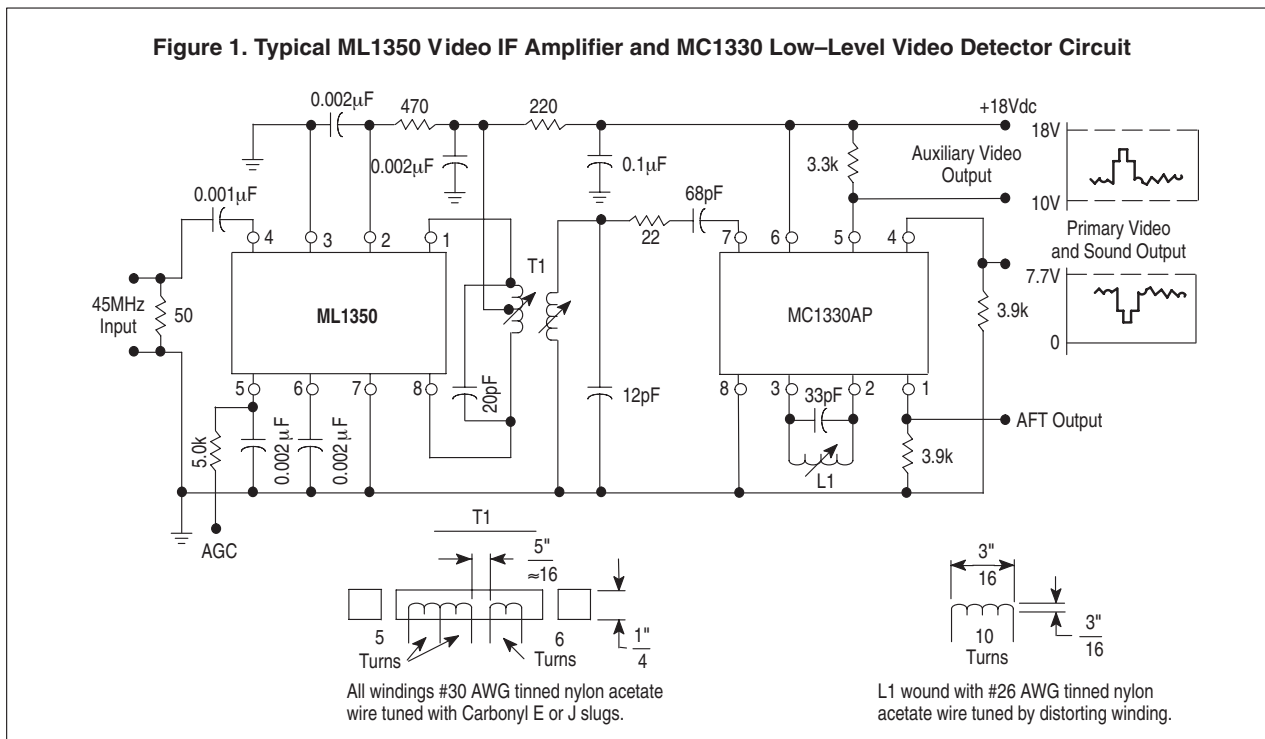 Figure 1. Typical ML1350 Video IF Amplifier and MC1330 Low–Level Video Detector Circuit
0.002µF
470
220
+18Vdc
18V
0.002µF
0.1µF
3.3k
Auxiliary Video
Output
10V
0.001µF
68pF
22
4
3
2
1
7
6
5
4
Primary Video
and Sound Output
7.7V
0
T1
45MHz
Input
50
ML1350
MC1330AP
3.9k
5
6
7
8
20pF
12pF
8
3
2
1
33pF
L1
AFT Output
3.9k
5.0k
0.002 µF
0.002 µF
AGC
T1
5"
≈16
5
Turns
6
Turns
1"
4
All windings #30 AWG tinned nylon acetate
wire tuned with Carbonyl E or J slugs.
3"
16
10
Turns
3"
16
L1 wound with #26 AWG tinned nylon
acetate wire tuned by distorting winding.